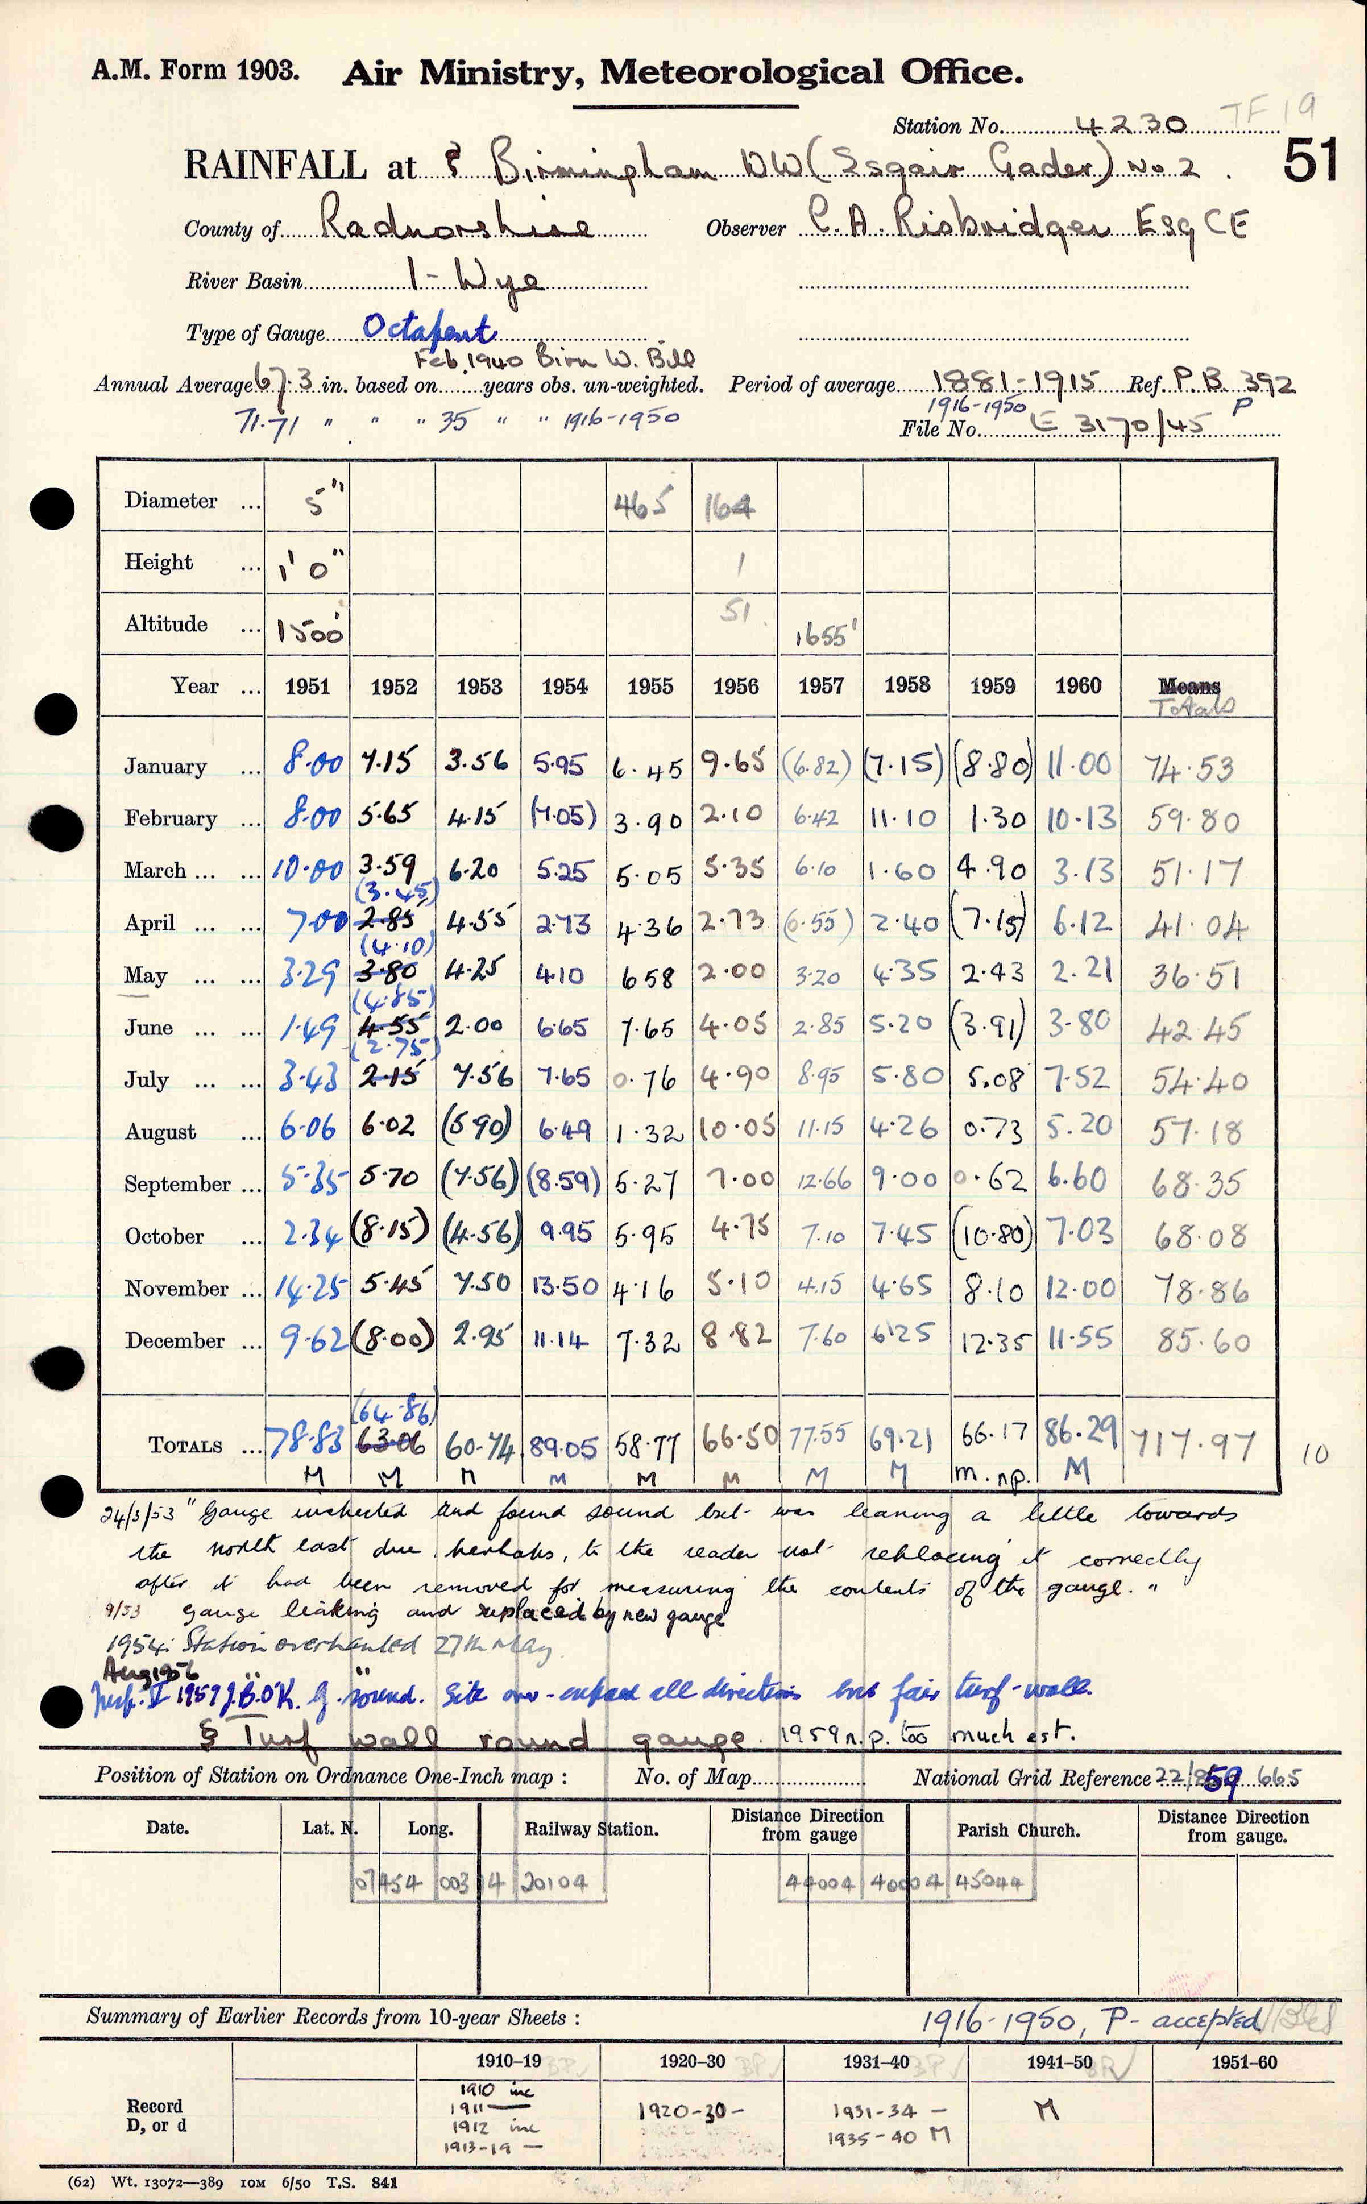 A.M. Form 1903. Air Ministry, Meteorological Office.
Station No. 4230 TF 19
51
RAINFALL at § Birmingham WW (Esgair Gader) No 2.
County of Radnorshire Observer C. A. Risbridger Esq CE
River Basin 1 - Wye
Type of Gauge Octapent
Feb. 1940 Birm W. Bill
Annual Average 67.3 in. based on years obs. un-weighted. Period of average 1881-1915 Ref. P.B. 392
71.71 " " " 35 " " 1916-1950 1916-1950 P
File No. E 3170/45
Diameter ... 5" 465 164
Height ... 1' 0" 1
Altitude ... 1500' 51 1655'
Year ... 1951 1952 1953 1954 1955 1956 1957 1958 1959 1960 Means
Totals
January ... 8.00 7.15 3.56 5.95 6.45 9.65 (6.82) (7.15) (8.80) 11.00 74.53
February ... 8.00 5.65 4.15 (7.05) 3.90 2.10 6.42 11.10 1.30 10.13 59.80
March ... ... 10.00 3.59 6.20 5.25 5.05 5.35 6.10 1.60 4.90 3.13 51.17
(3.45)
April ... ... 7.00 2.85 4.55 2.73 4.36 2.73 (6.55) 2.40 (7.15) 6.12 41.04
(4.10)
May ... ... 3.29 3.80 4.25 4.10 6.58 2.00 3.20 4.35 2.43 2.21 36.51
(4.85)
June ... ... 1.49 4.55 2.00 6.65 7.65 4.05 2.85 5.20 (3.91) 3.80 42.45
(2.75)
July ... ... 3.43 2.15 7.56 7.65 0.76 4.90 8.95 5.80 5.08 7.52 54.40
August ... 6.06 6.02 (5.90) 6.49 1.32 10.05 11.15 4.26 0.73 5.20 57.18
September ... 5.35 5.70 (7.56) (8.59) 5.27 7.00 12.66 9.00 0.62 6.60 68.35
October ... 2.34 (8.15) (4.56) 9.95 5.95 4.75 7.10 7.45 (10.80) 7.03 68.08
November ... 14.25 5.45 7.50 13.50 4.16 5.10 4.15 4.65 8.10 12.00 78.86
December ... 9.62 (8.00) 2.95 11.14 7.32 8.82 7.60 6.25 12.35 11.55 85.60
(64.86)
TOTALS ... 78.83 63.06 60.74 89.05 58.77 66.50 77.55 69.21 66.17 86.29 717.97 10
M M M M M M M M m. np. M
24/3/53 "Gauge inspected and found sound but was leaning a little towards
the north east due, perhaps, to the reader not replacing it correctly
after it had been removed for measuring the contents of the gauge."
9/53 gauge leaking and replaced by new gauge
1954: Station overhauled 27th May.
Aug 1956
Insp. V 1957 J.B. "O.K. g. sound. Site over-exposed all directions but fair turf-wall.
§ Turf wall round gauge. 1959 n.p. too much est.
Position of Station on Ordnance One-Inch map : No. of Map National Grid Reference 22/ 59 665
Date. Lat. N. Long. Railway Station. Distance Direction from gauge Parish Church. Distance Direction from gauge.
07454 003 14 20104 44004 40004 45044
Summary of Earlier Records from 10-year Sheets : 1916-1950, P - accepted
1910-19 1920-30 1931-40 1941-50 1951-60
Record
D, or d
1910 inc
1911 —
1912 inc
1913-19 —
1920-30 -
1931-34 -
1935-40 M
M
(62) Wt. 13072—389 10M 6/50 T.S. 841